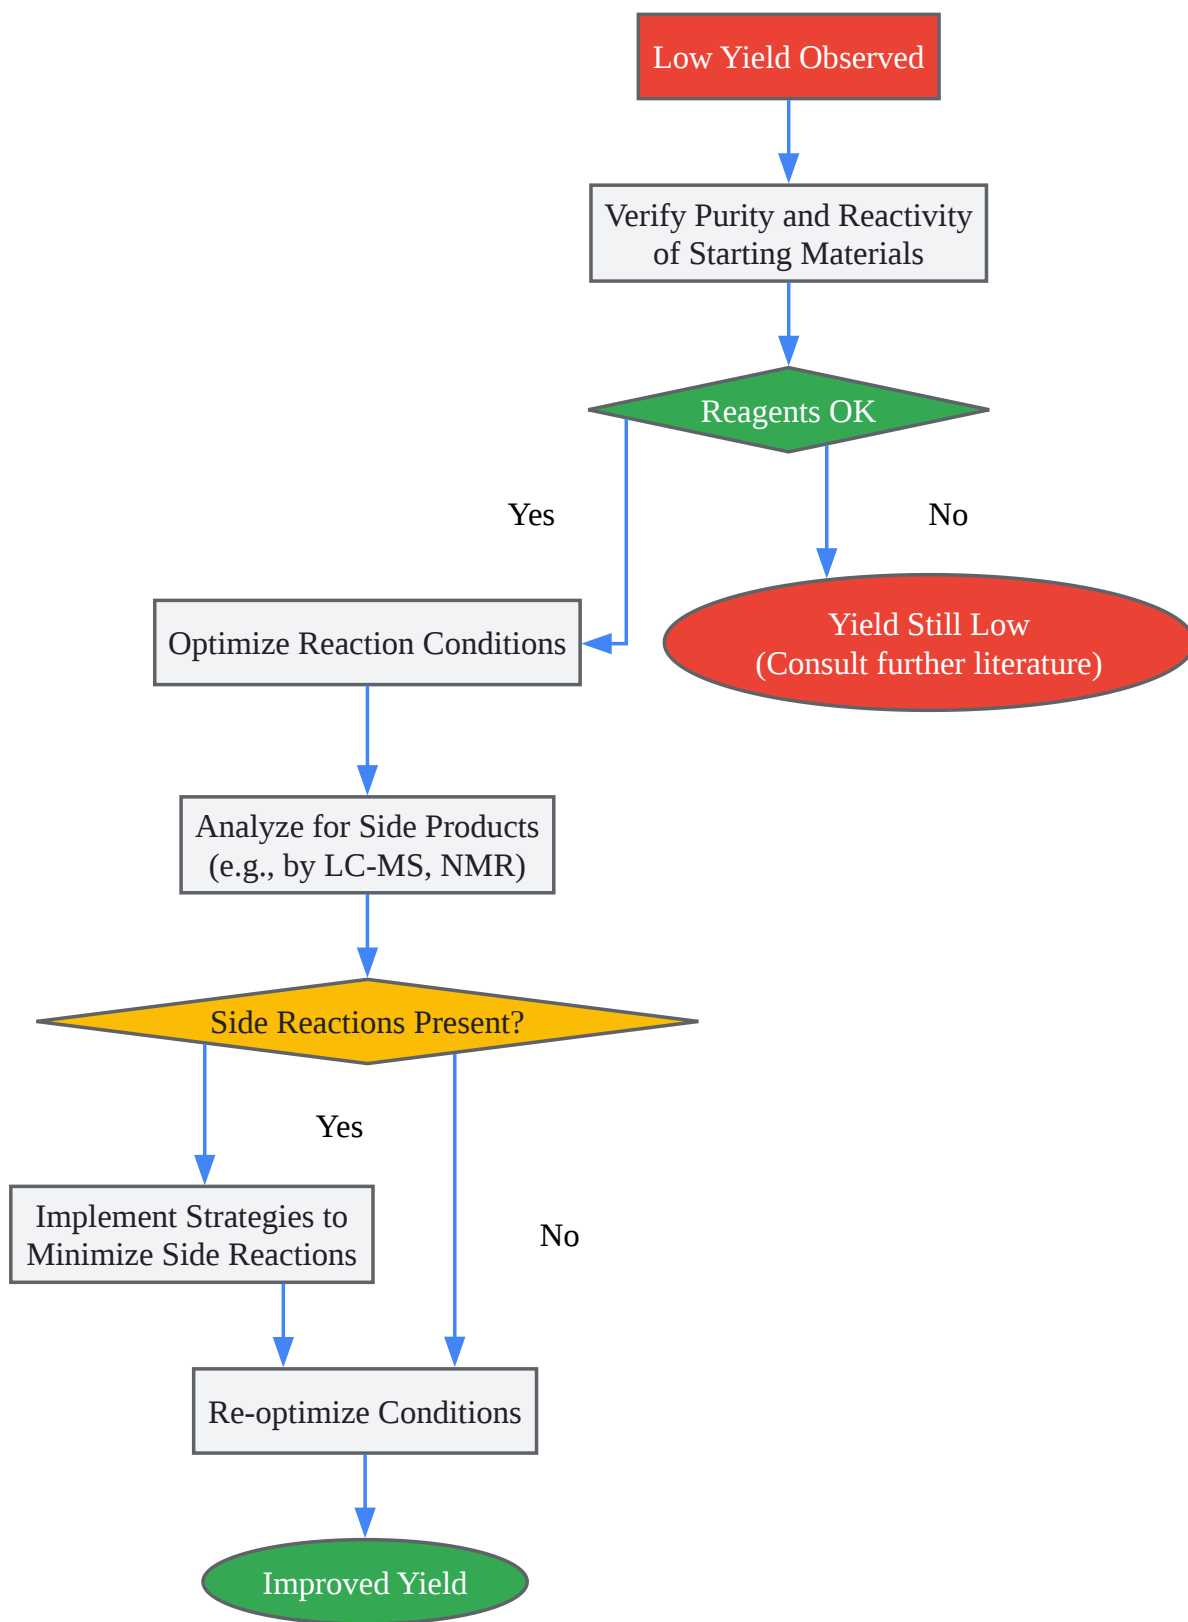 Low Yield Observed
Verify Purity and Reactivity
of Starting Materials
Reagents OK
Yes
No
Optimize Reaction Conditions
Yield Still Low
(Consult further literature)
Analyze for Side Products
(e.g., by LC-MS, NMR)
Side Reactions Present?
Yes
Implement Strategies to
Minimize Side Reactions
No
Re-optimize Conditions
Improved Yield